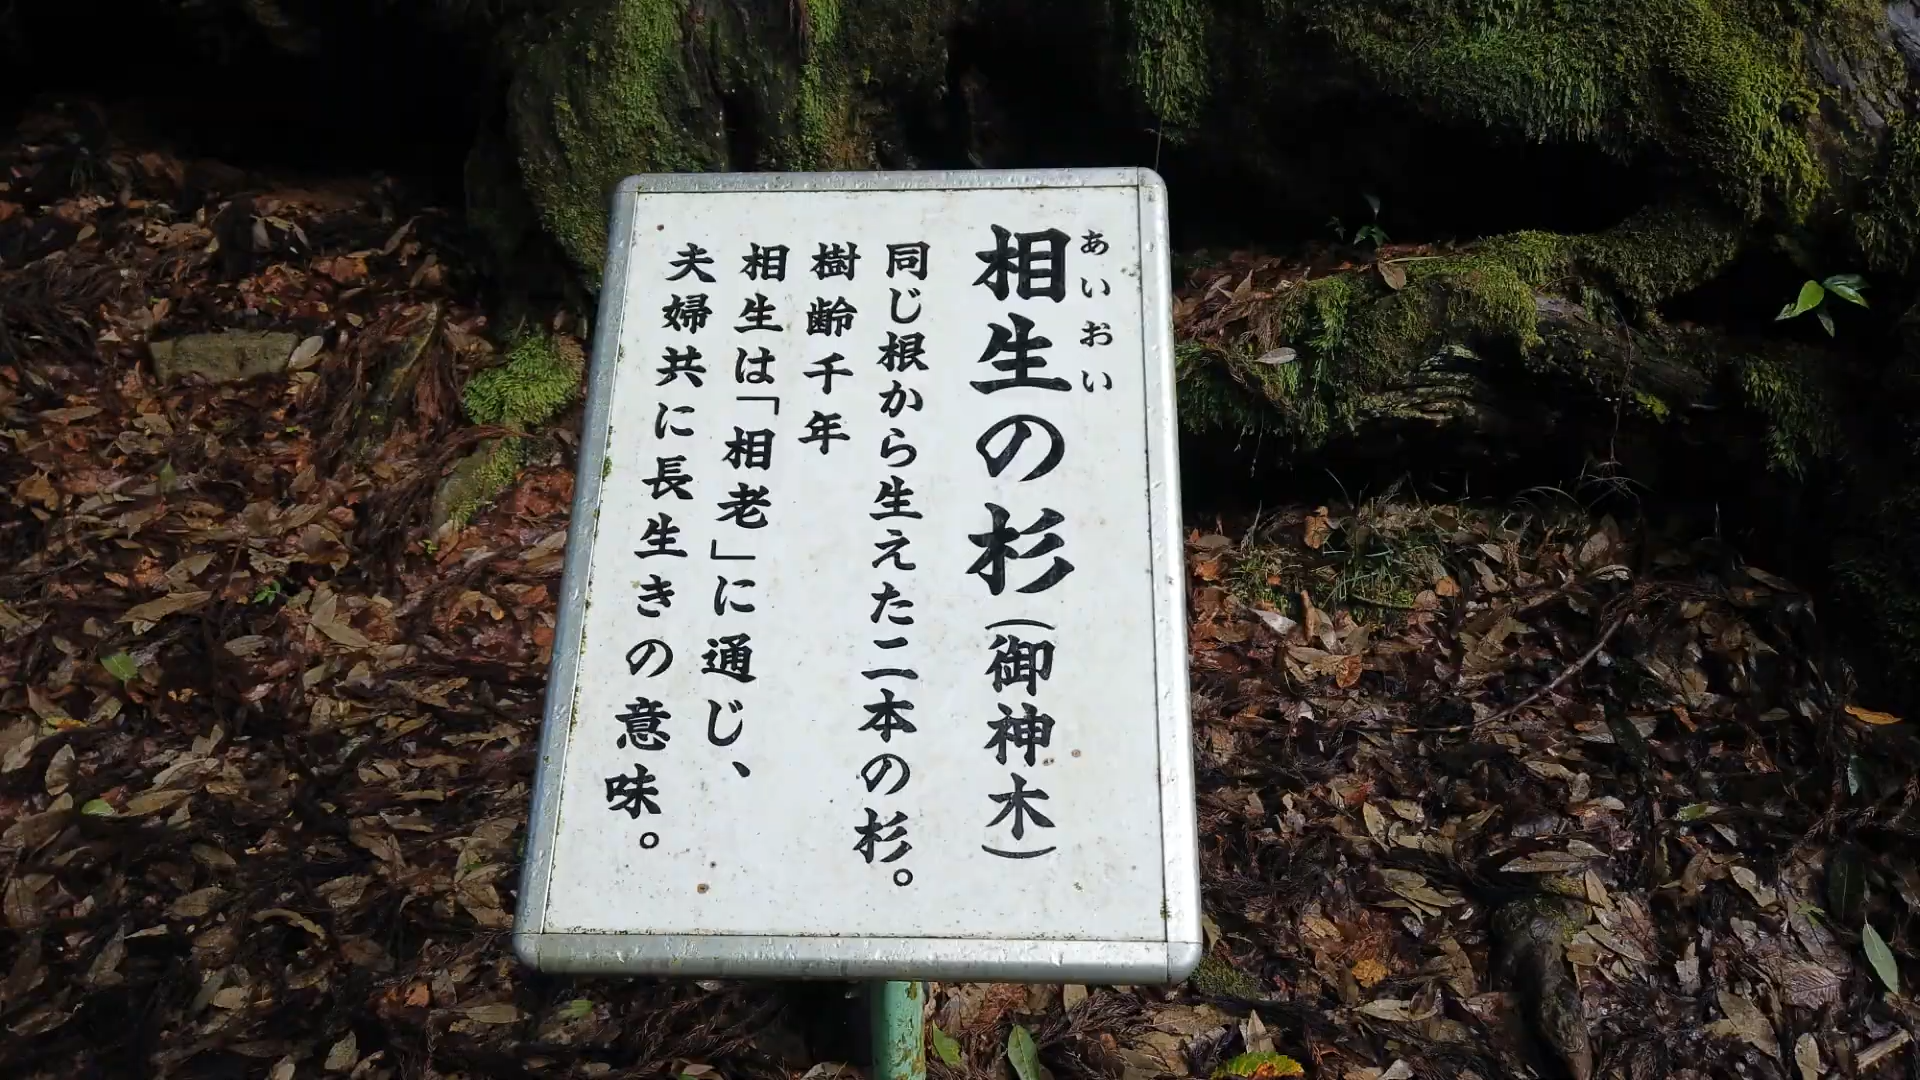 相生の杉(御神木)
あいおい
同じ根から生えた二本の杉。
樹齢千年
相生は「相老」に通じ、
夫婦共に長生きの意味。